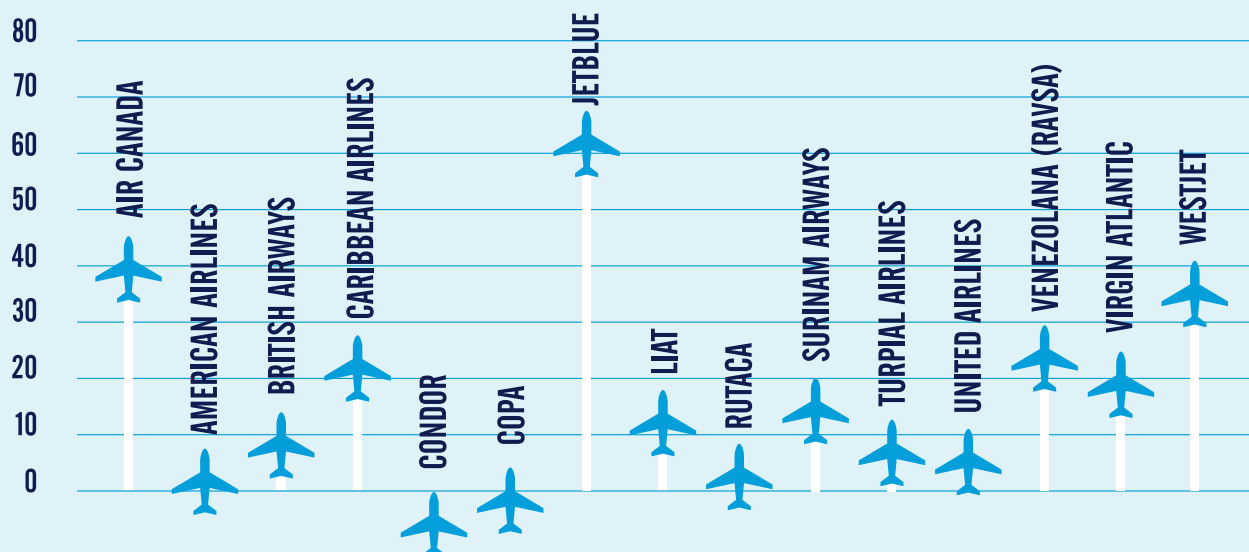 80
70
60
50
40
30
20
10
0
AIR CANADA
AMERICAN AIRLINES
BRITISH AIRWAYS
CARIBBEAN AIRLINES
CONDOR
COPA
JETBLUE
LIAT
RUTACA
SURINAM AIRWAYS
TURPIAL AIRLINES
UNITED AIRLINES
VENEZOLANA (RAVSA)
VIRGIN ATLANTIC
WESTJET